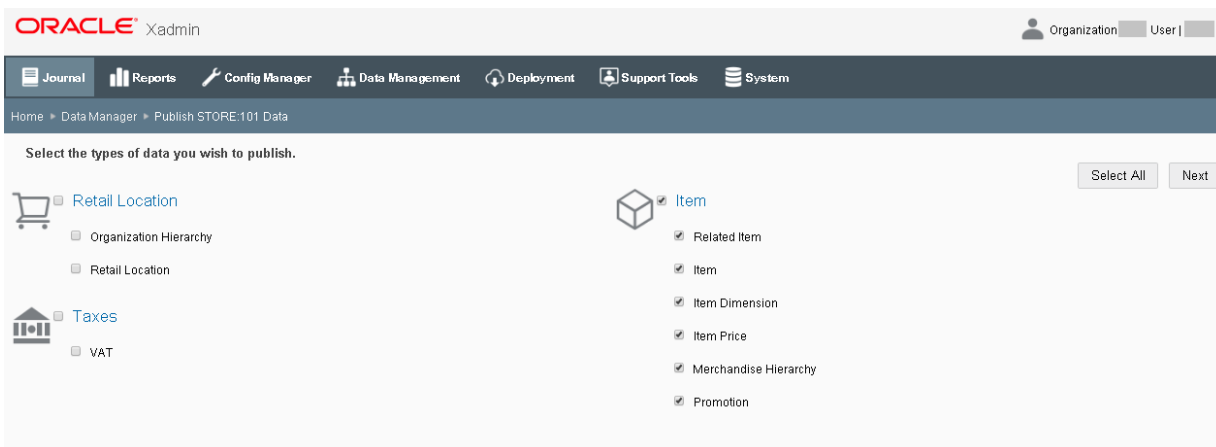 ORACLE® Xadmin
Organization User |
Journal Reports Config Manager Data Management Deployment Support Tools System
Home ▸ Data Manager ▸ Publish STORE:101 Data
Select the types of data you wish to publish.
Select All Next
Retail Location
Organization Hierarchy
Retail Location
Taxes
VAT
Item
Related Item
Item
Item Dimension
Item Price
Merchandise Hierarchy
Promotion